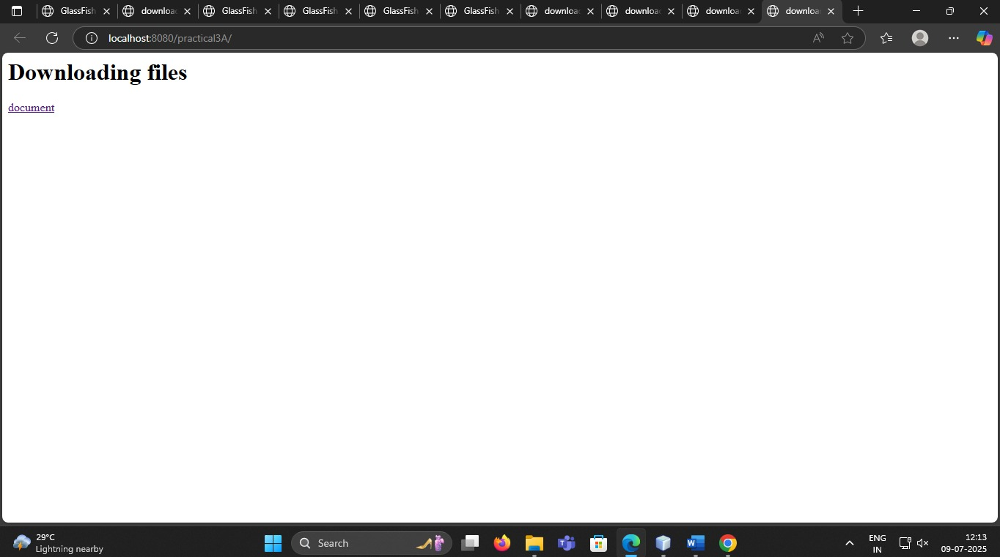 GlassFish
downloa
GlassFish
GlassFish
GlassFish
GlassFish
downloa
downloa
downloa
downloa
localhost:8080/practical3A/
Downloading files
document
29°C
Lightning nearby
Search
ENG
IN
12:13
09-07-2025